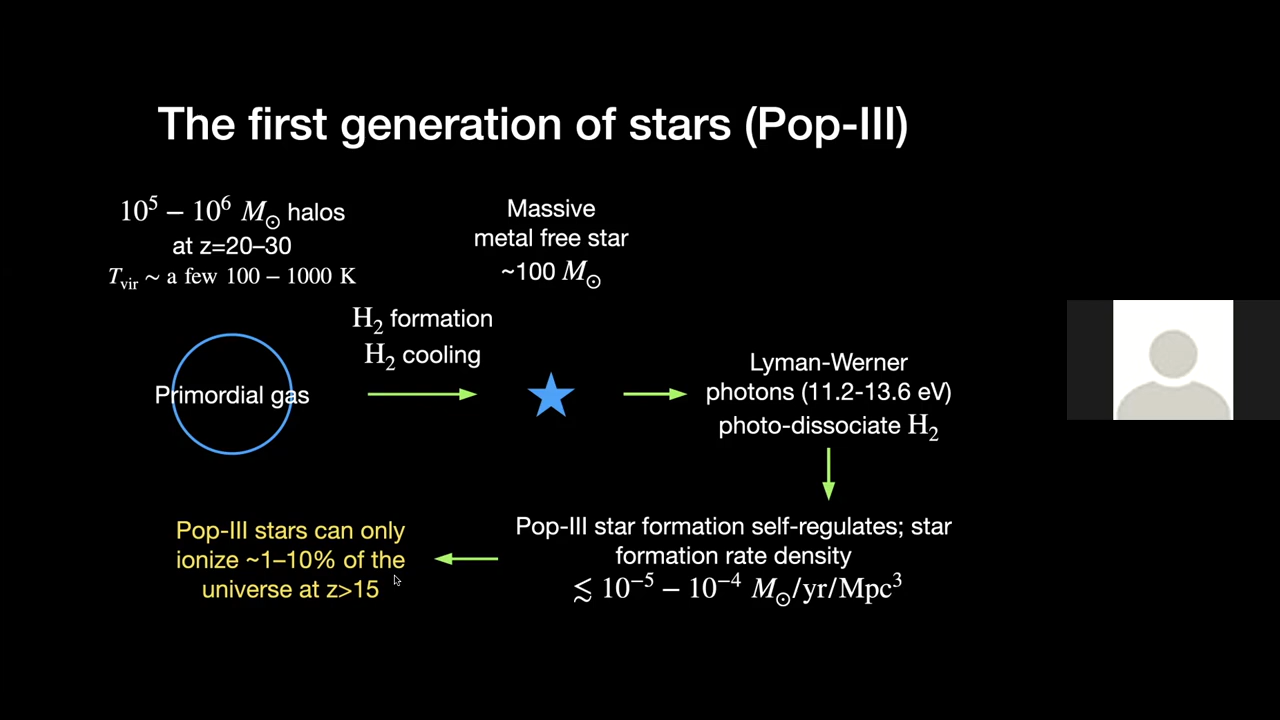 The first generation of stars (Pop-III)
10⁵ – 10⁶ M⊙ halos
at z=20–30
Tvir ~ a few 100 – 1000 K
Massive
metal free star
~100 M⊙
H₂ formation
H₂ cooling
Primordial gas
Lyman-Werner
photons (11.2-13.6 eV)
photo-dissociate H₂
Pop-III star formation self-regulates; star
formation rate density
≲ 10⁻⁵ – 10⁻⁴ M⊙/yr/Mpc³
Pop-III stars can only
ionize ~1–10% of the
universe at z>15